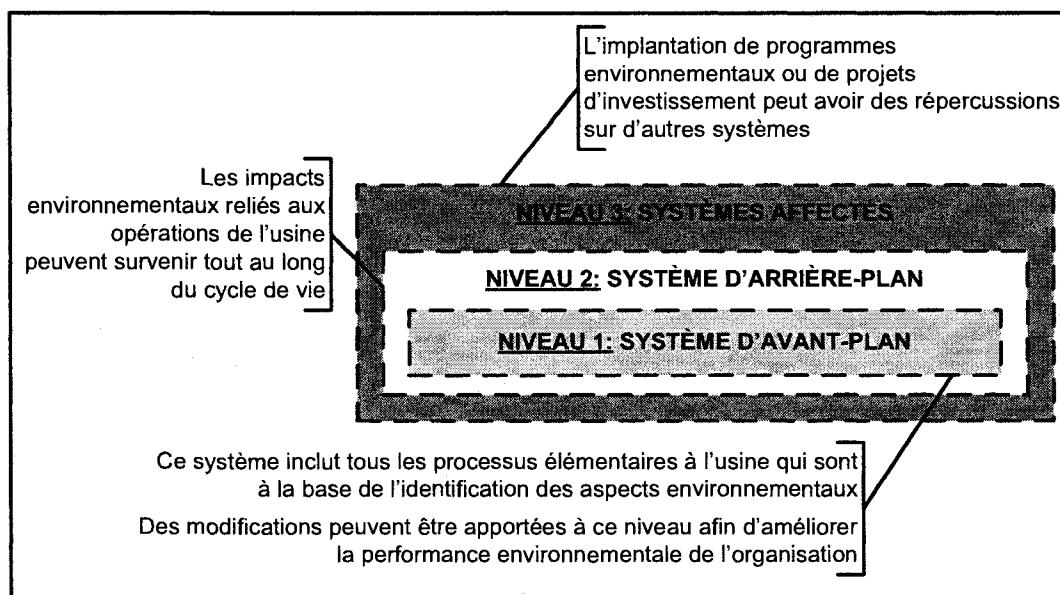 L'implantation de programmes
environnementaux ou de projets
d'investissement peut avoir des répercussions
sur d'autres systèmes
Les impacts
environnementaux reliés aux
opérations de l'usine
peuvent survenir tout au long
du cycle de vie
NIVEAU 3: SYSTÈMES AFFECTES
NIVEAU 2: SYSTÈME D'ARRIÈRE-PLAN
NIVEAU 1: SYSTÈME D'AVANT-PLAN
Ce système inclut tous les processus élémentaires à l'usine qui sont
à la base de l'identification des aspects environnementaux
Des modifications peuvent être apportées à ce niveau afin d'améliorer
la performance environnementale de l'organisation